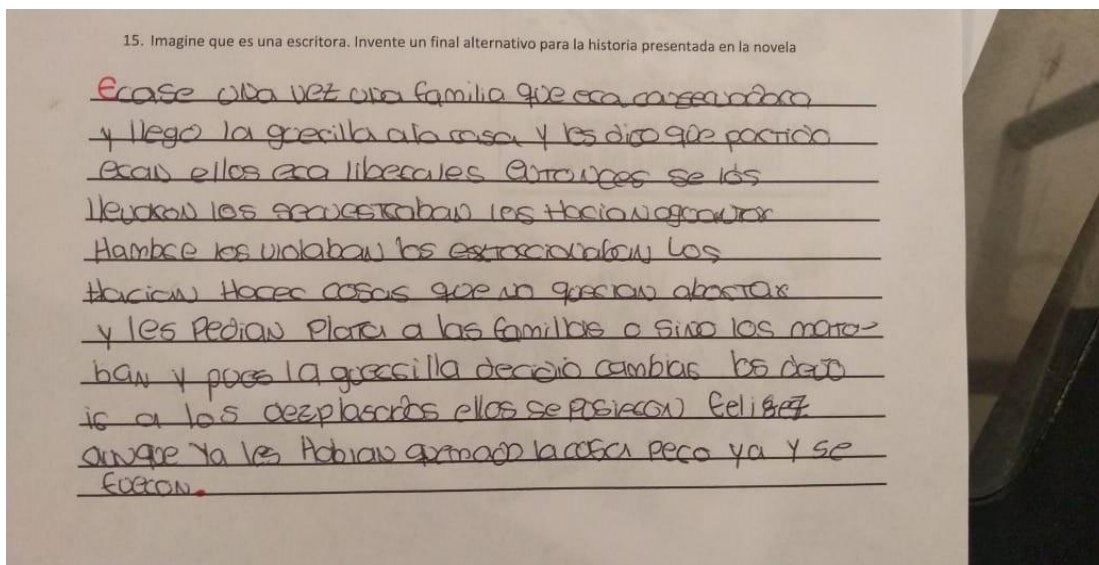 15. Imagine que es una escritora. Invente un final alternativo para la historia presentada en la novela
Erase una vez una familia que era conservadora
y llego la guerilla a la casa y les dijo que partido
eran ellos era liberales entonces se los
llevaron los secuestraban les Hacian aguantar
Hambre los violaban los extorcionaban Los
Hacian Hacer cosas que no querian abortar
y les Pedian Plata a las familias o sino los mata-
ban y pues la guersilla decidio cambiar los dejo
ir a los dezplasados ellos se pusieron felisez
aunque Ya les Habian quemado la casa pero ya y se
fueron.